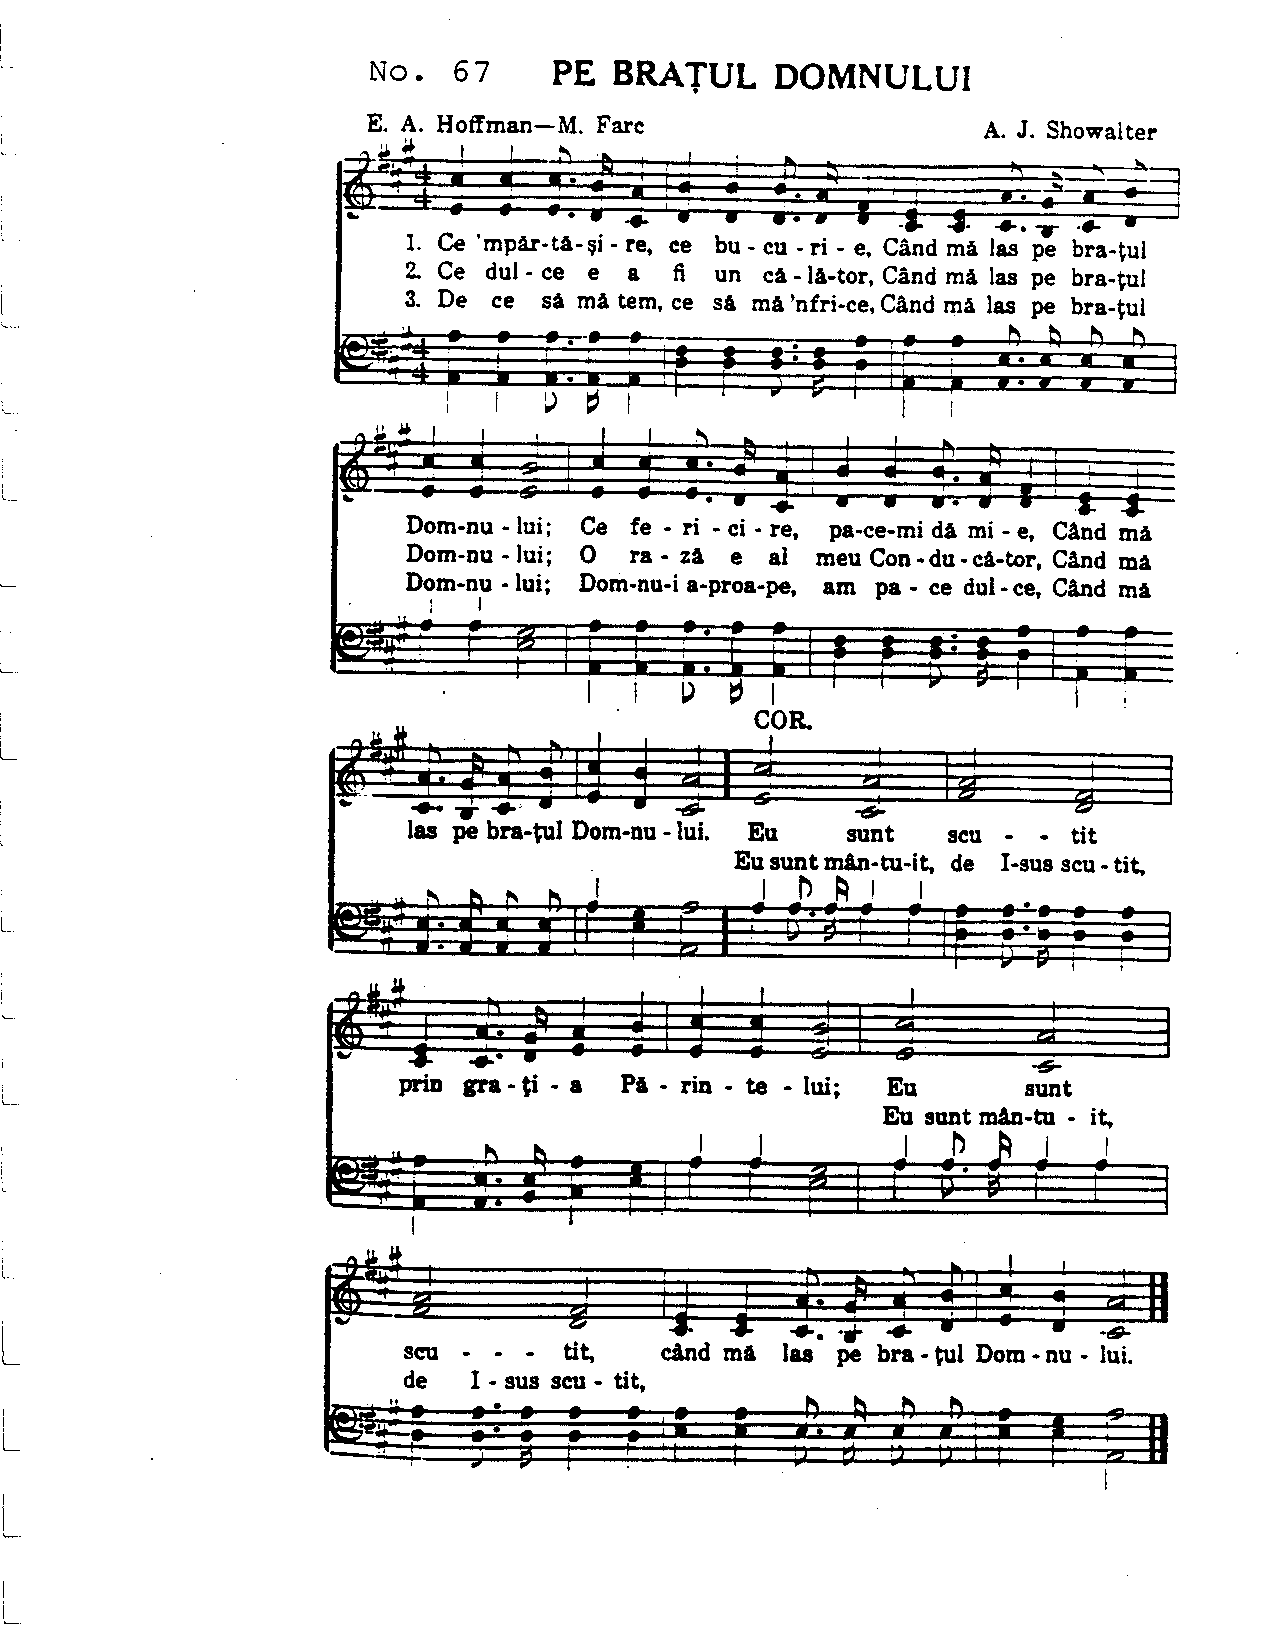 No. 67 PE BRAȚUL DOMNULUI
E. A. Hoffman—M. Farc A. J. Showalter
1. Ce 'mpăr-tă-și-re, ce bu-cu-ri-e, Când mă las pe bra-țul
2. Ce dul-ce e a fi un că-lă-tor, Când mă las pe bra-țul
3. De ce să mă tem, ce să mă 'nfri-ce, Când mă las pe bra-țul
Dom-nu-lui; Ce fe-ri-ci-re, pa-ce-mi dă mi-e, Când mă
Dom-nu-lui; O ra-ză e al meu Con-du-că-tor, Când mă
Dom-nu-lui; Dom-nu-i a-proa-pe, am pa-ce dul-ce, Când mă
COR.
las pe bra-țul Dom-nu-lui. Eu sunt scu - - tit
Eu sunt mân-tu-it, de I-sus scu-tit,
prin gra-ți-a Pă-rin-te-lui; Eu sunt
Eu sunt mân-tu-it,
scu - - - tit, când mă las pe bra-țul Dom-nu-lui.
de I-sus scu-tit,